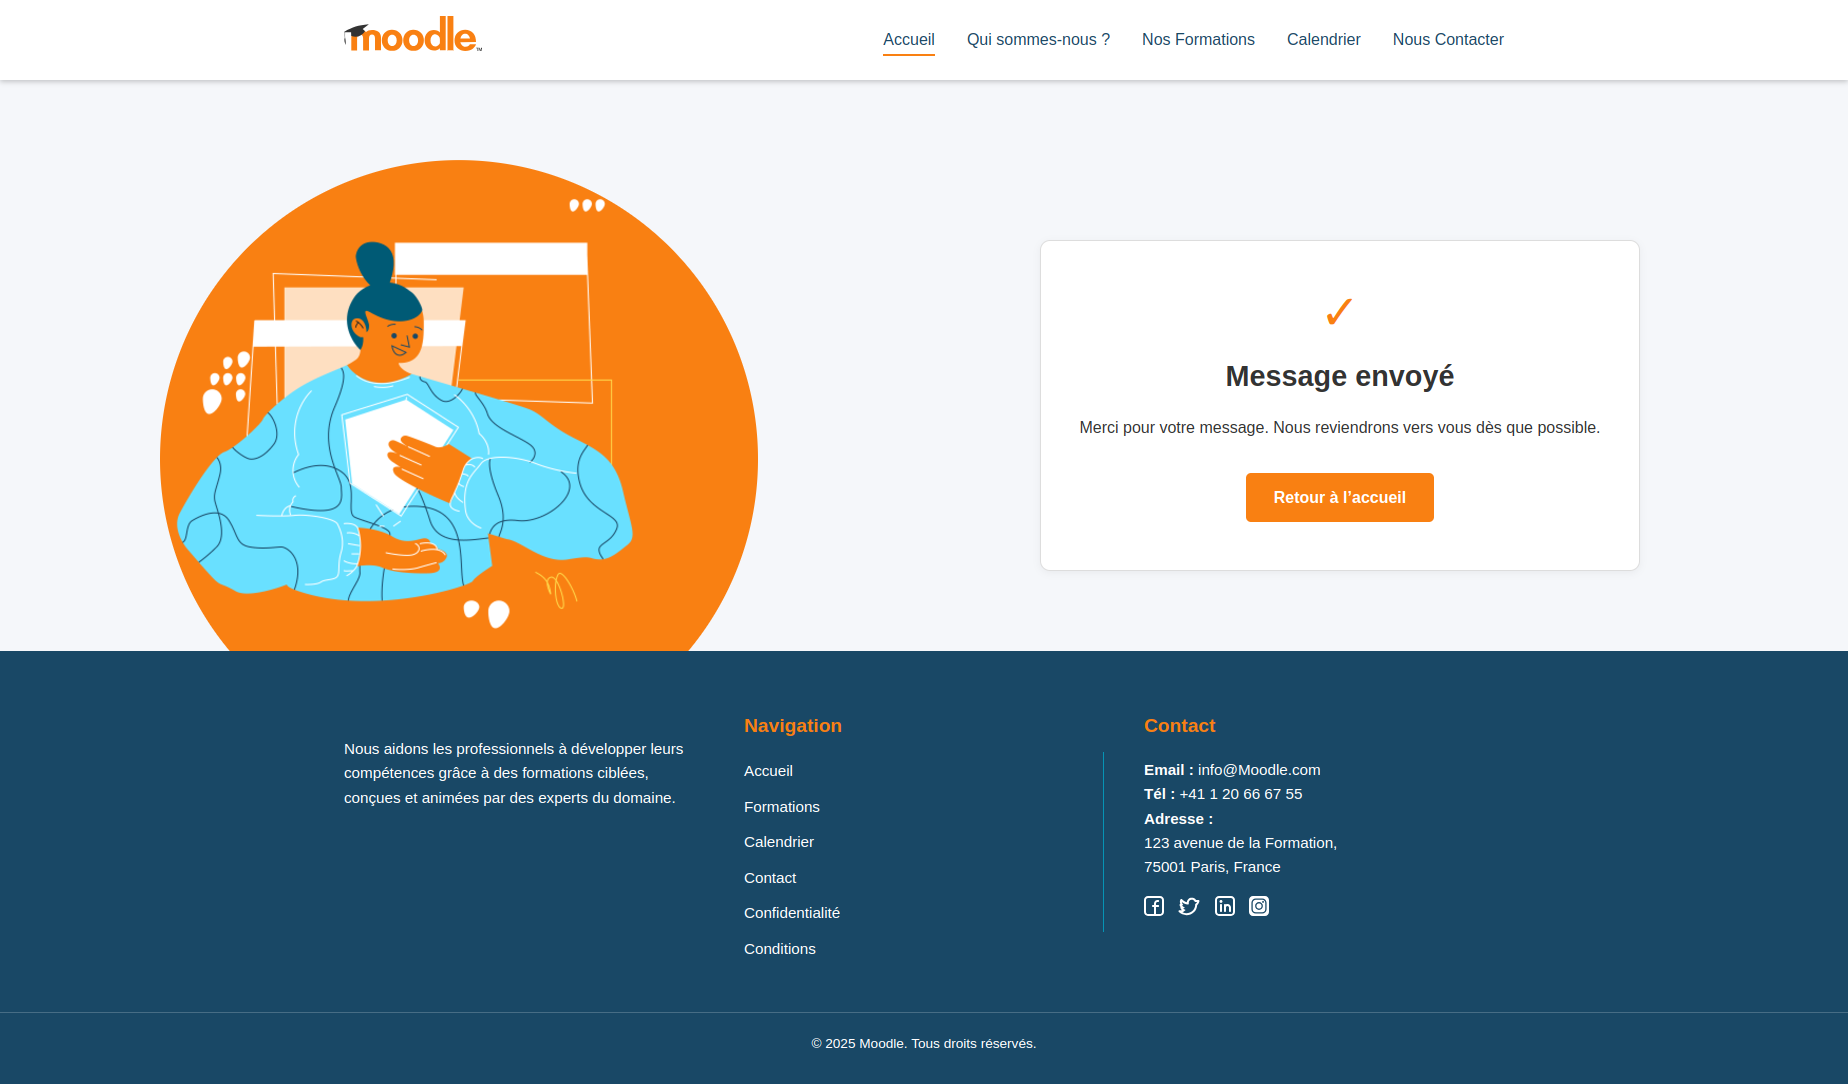 moodle™
Accueil
Qui sommes-nous ?
Nos Formations
Calendrier
Nous Contacter
✓
Message envoyé
Merci pour votre message. Nous reviendrons vers vous dès que possible.
Retour à l’accueil
Nous aidons les professionnels à développer leurs
compétences grâce à des formations ciblées,
conçues et animées par des experts du domaine.
Navigation
Accueil
Formations
Calendrier
Contact
Confidentialité
Conditions
Contact
Email : info@Moodle.com
Tél : +41 1 20 66 67 55
Adresse :
123 avenue de la Formation,
75001 Paris, France
© 2025 Moodle. Tous droits réservés.